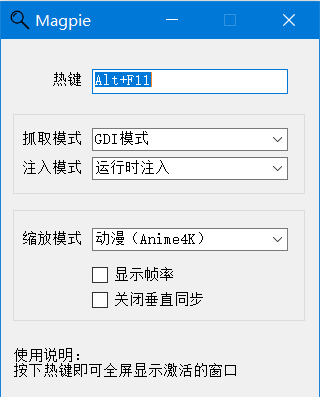 Magpie
热键 Alt+F11
抓取模式 GDI模式
注入模式 运行时注入
缩放模式 动漫（Anime4K）
显示帧率
关闭垂直同步
使用说明：
按下热键即可全屏显示激活的窗口